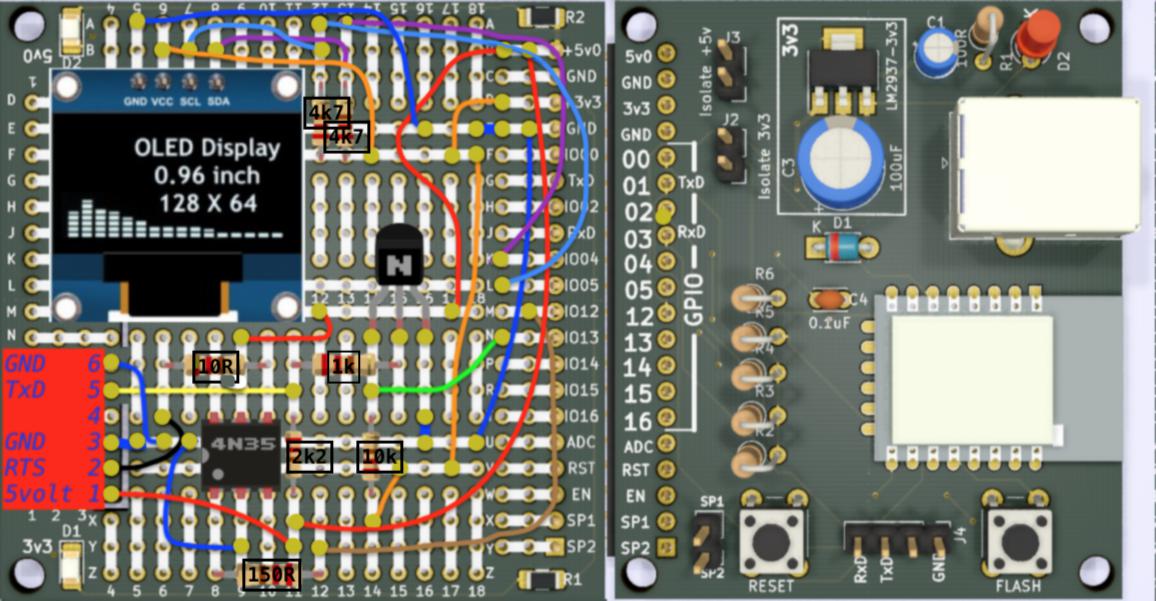 4 5 6 7 8 9 10 11 12 13 14 15 16 17 18
A
R2
B
+5v0
5v0
D2
1
C
GND
GND VCC SCL SDA
D
+3v3
4k7
4k7
E
GND
F
IO00
OLED Display
0.96 inch
128 X 64
G
TxD
H
IO02
J
RxD
K
IO04
N
L
IO05
12 13
18
M
IO12
N
IO13
GND 6
10R
1k
IO14
TxD 5
R
IO15
4
IO16
GND 3
4N35
U
ADC
RTS 2
2k2
10k
RST
5volt 1
W
EN
1 2 3
X
SP1
D1
3v3
Y
SP2
150R
Z
R1
4 5 6 7 8 9 10 11 12 13 14 15 16 17 18
5v0
GND
3v3
GND
00
01
02
03
04
05
12
13
14
15
16
ADC
RST
EN
SP1
SP2
TxD
RxD
GPIO
J3
Isolate +5v
J2
Isolate 3v3
3v3
LM2937-3v3
C3
100uF
C1
100R
R1
K
D2
K
D1
C4
0.1uF
R6
R5
R4
R3
R2
SP1
SP2
RESET
RxD
TxD
GND
J4
FLASH